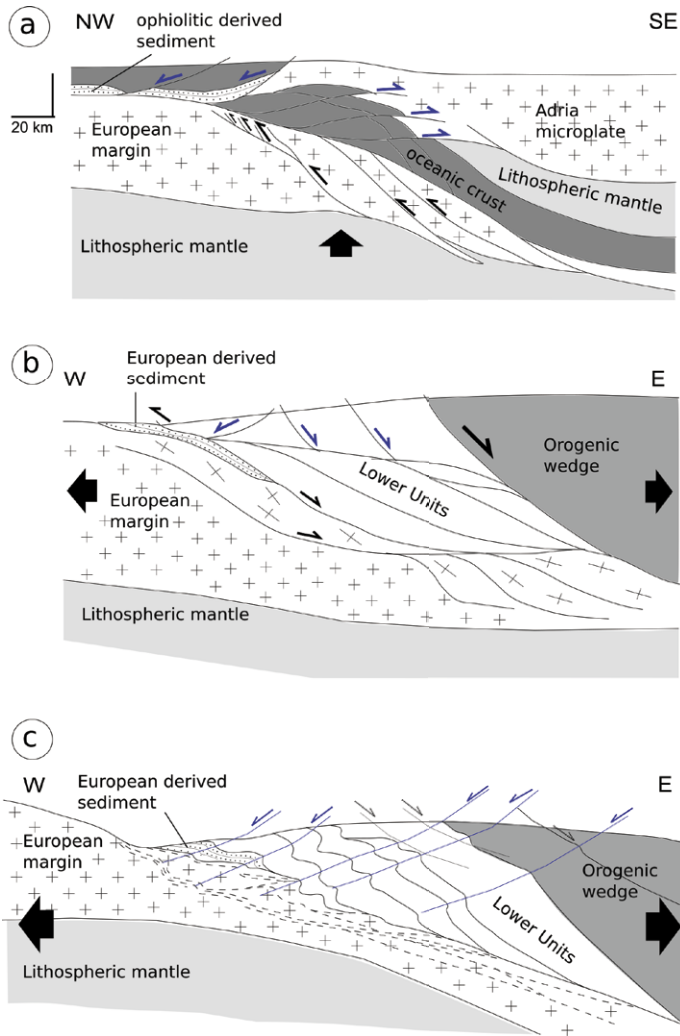 a
NW
SE
ophiolitic derived
sediment
20 km
European
margin
Adria
microplate
oceanic crust
Lithospheric mantle
Lithospheric mantle
b
European derived
sediment
W
E
Orogenic
wedge
Lower Units
European
margin
Lithospheric mantle
c
W
European derived
sediment
E
European
margin
Orogenic
wedge
Lower Units
Lithospheric mantle